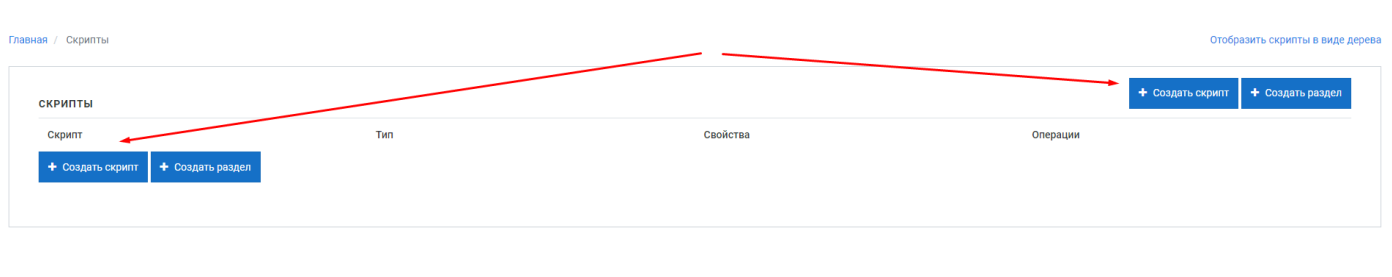 Главная / Скрипты
Отобразить скрипты в виде дерева
+ Создать скрипт
+ Создать раздел
СКРИПТЫ
Скрипт Тип Свойства Операции
+ Создать скрипт
+ Создать раздел